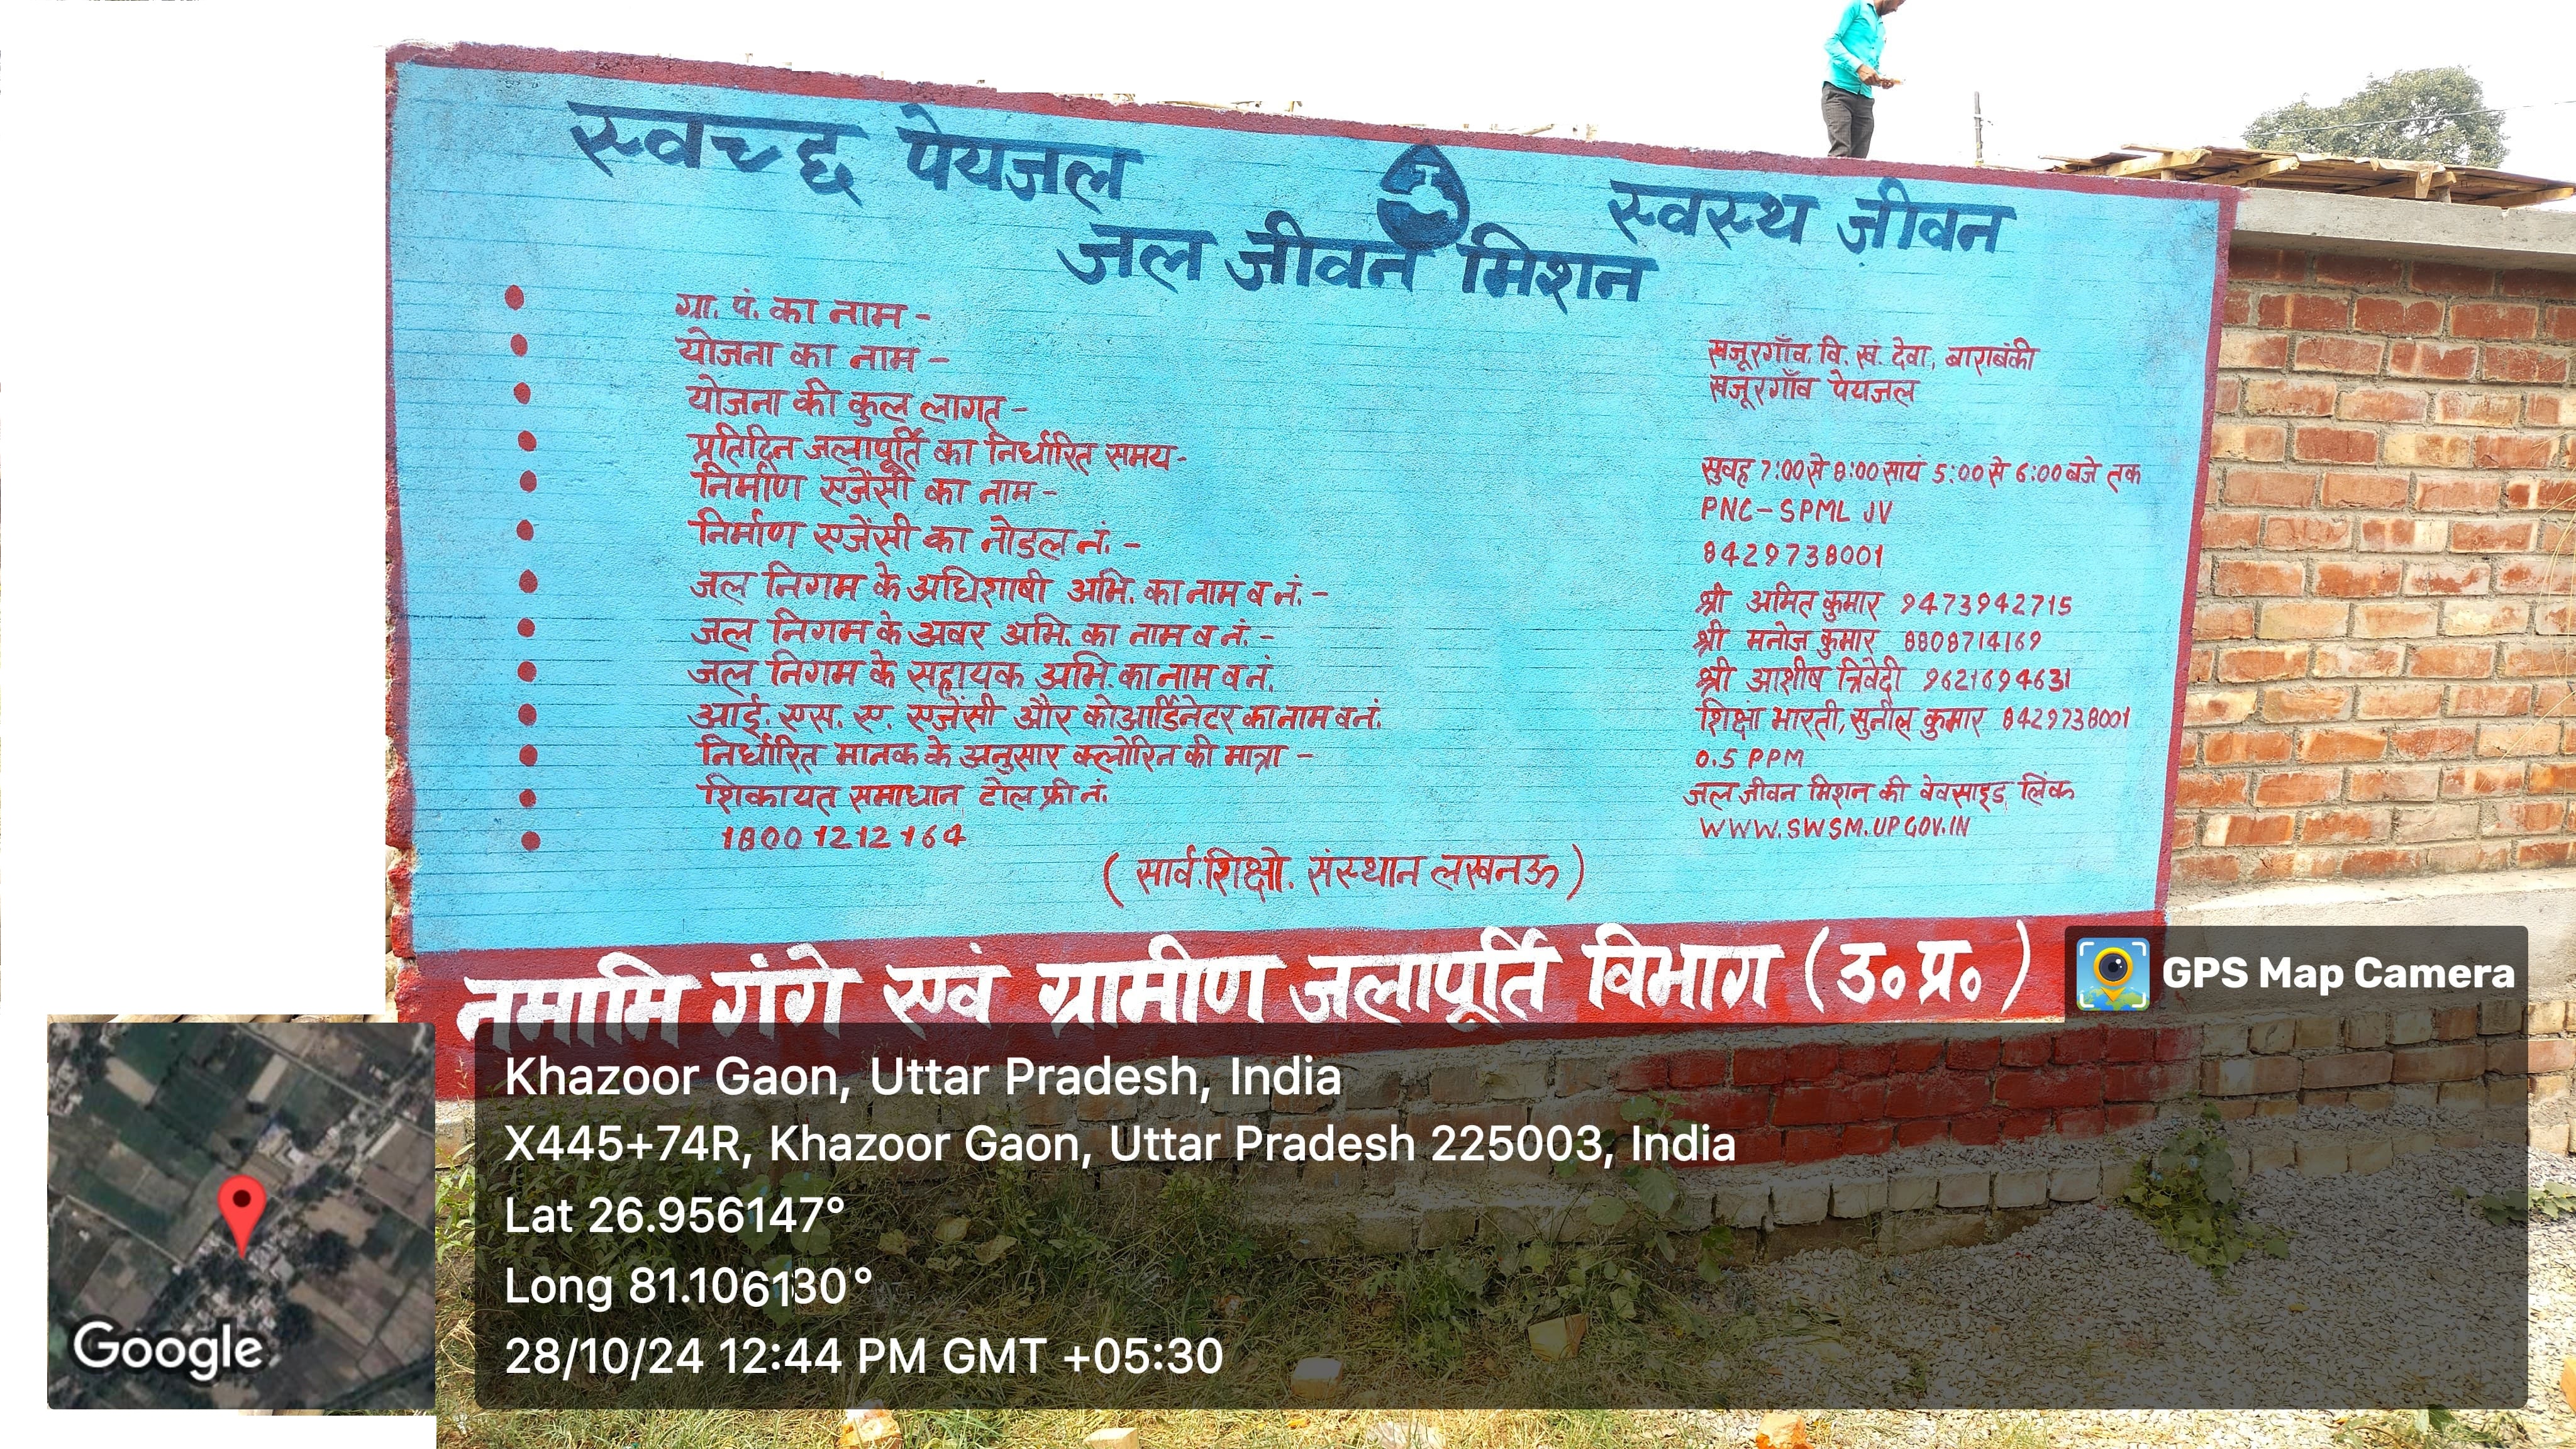 स्वच्छ पेयजल
स्वस्थ जीवन
जल जीवन मिशन
ग्रा. पं. का नाम -
खजूरगाँव, वि. खं. देवा, बाराबंकी
योजना का नाम -
खजूरगाँव पेयजल
योजना की कुल लागत -
प्रतिदिन जलापूर्ति का निर्धारित समय-
सुबह 7:00 से 8:00 सायं 5:00 से 6:00 बजे तक
निर्माण एजेंसी का नाम -
PNC-SPML JV
निर्माण एजेंसी का नोडल नं. -
8429738001
जल निगम के अधिशाषी अभि. का नाम व नं. -
श्री अमित कुमार 9473942715
जल निगम के अवर अभि. का नाम व नं. -
श्री मनोज कुमार 8808714169
जल निगम के सहायक अभि. का नाम व नं.
श्री आशीष त्रिवेदी 9621694631
आई. एस. ए. एजेंसी और कोआर्डिनेटर का नाम व नं.
शिक्षा भारती, सुनील कुमार 8429738001
निर्धारित मानक के अनुसार क्लोरिन की मात्रा -
0.5 PPM
शिकायत समाधान टोल फ्री नं.
जल जीवन मिशन की वेवसाइड लिंक
1800 1212 164
WWW.SWSM.UPGOV.IN
( सार्व. शिक्षो. संस्थान लखनऊ )
नमामि गंगे एवं ग्रामीण जलापूर्ति विभाग (उ० प्र० )
GPS Map Camera
Khazoor Gaon, Uttar Pradesh, India
X445+74R, Khazoor Gaon, Uttar Pradesh 225003, India
Lat 26.956147°
Long 81.106130°
28/10/24 12:44 PM GMT +05:30
Google